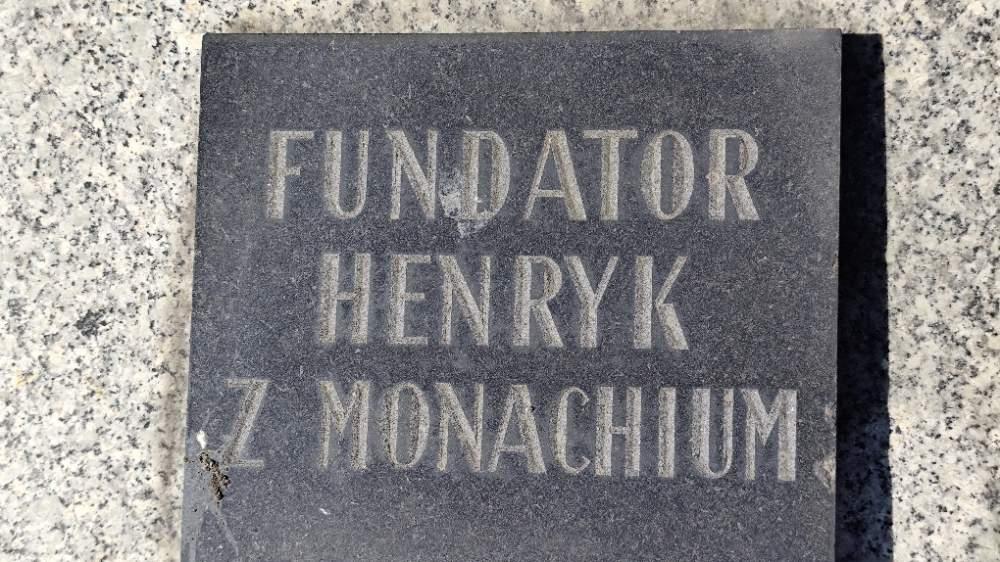 FUNDATOR
HENRYK
Z MONACHIUM